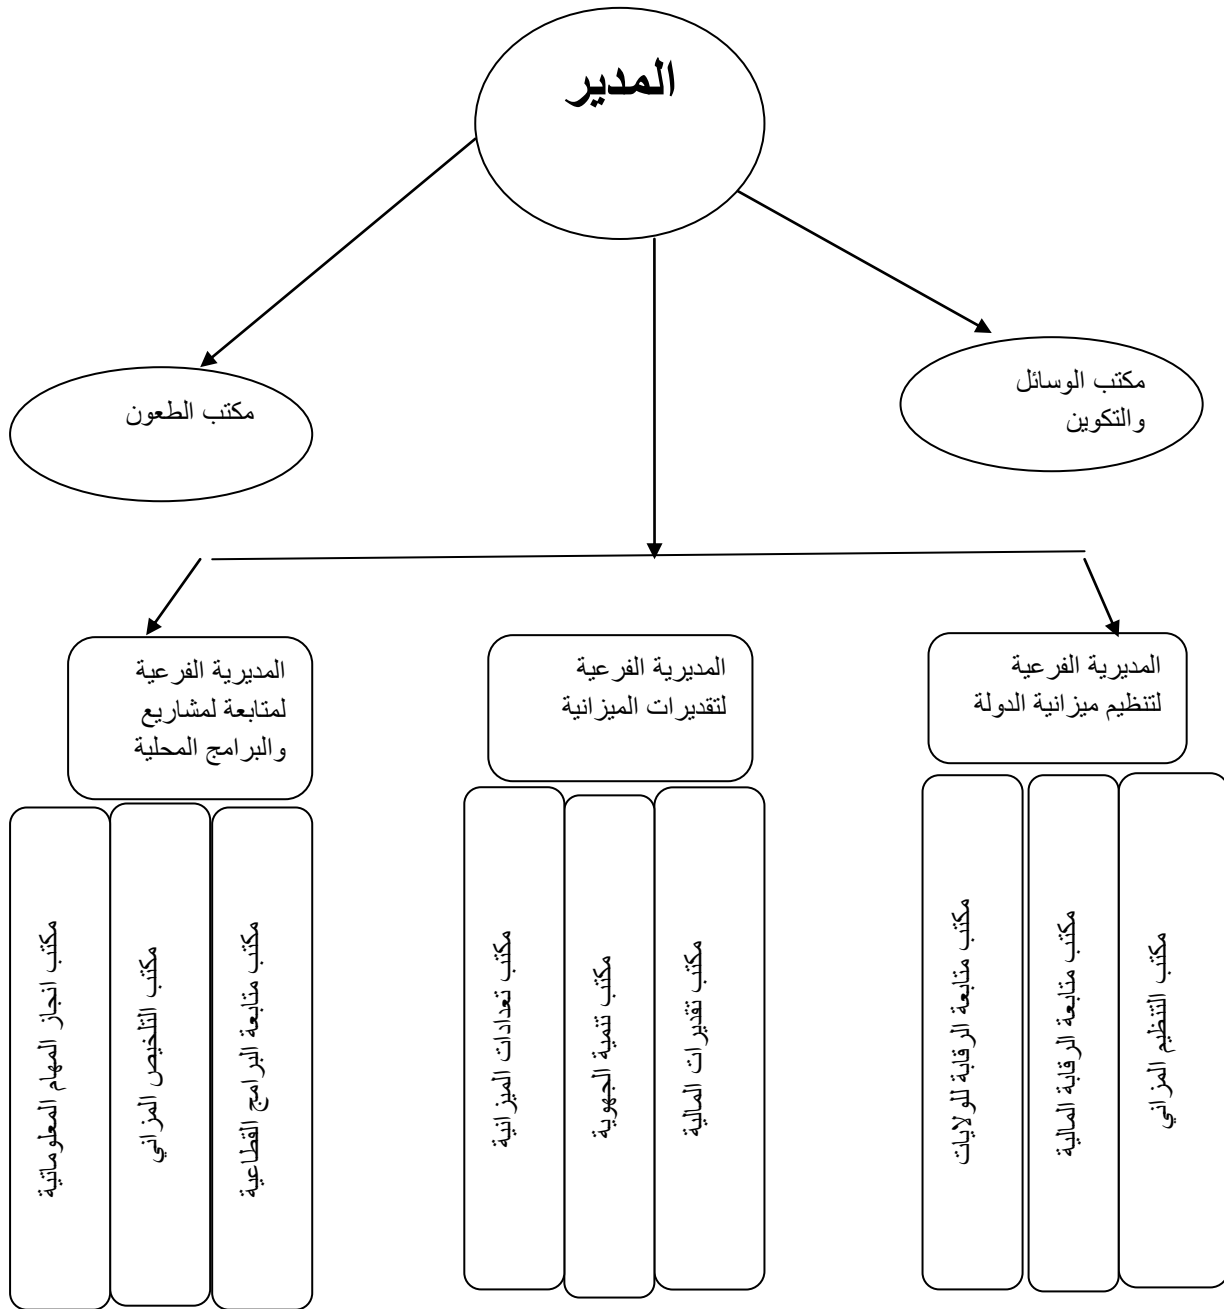 المدير
مكتب الوسائل
والتكوين
مكتب الطعون
المديرية الفرعية
لتنظيم ميزانية الدولة
المديرية الفرعية
لتقديرات الميزانية
المديرية الفرعية
لمتابعة لمشاريع
والبرامج المحلية
مكتب التنظيم المزاني
مكتب متابعة الرقابة المالية
مكتب متابعة الرقابة للولايات
مكتب تقديرات المالية
مكتب تنمية الجهوية
مكتب تعدادات الميزانية
مكتب متابعة البرامج القطاعية
مكتب التلخيص المزاني
مكتب انجاز المهام المعلوماتية